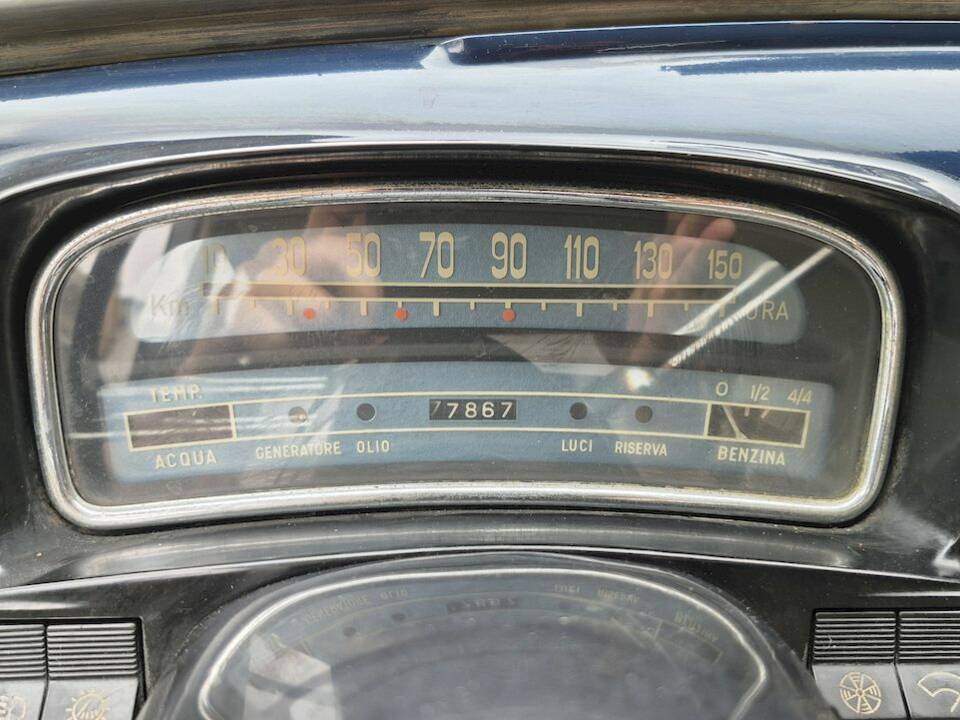 10 30 50 70 90 110 130 150
Km ORA
TEMP. 0 1/2 4/4
77867
ACQUA GENERATORE OLIO LUCI RISERVA BENZINA